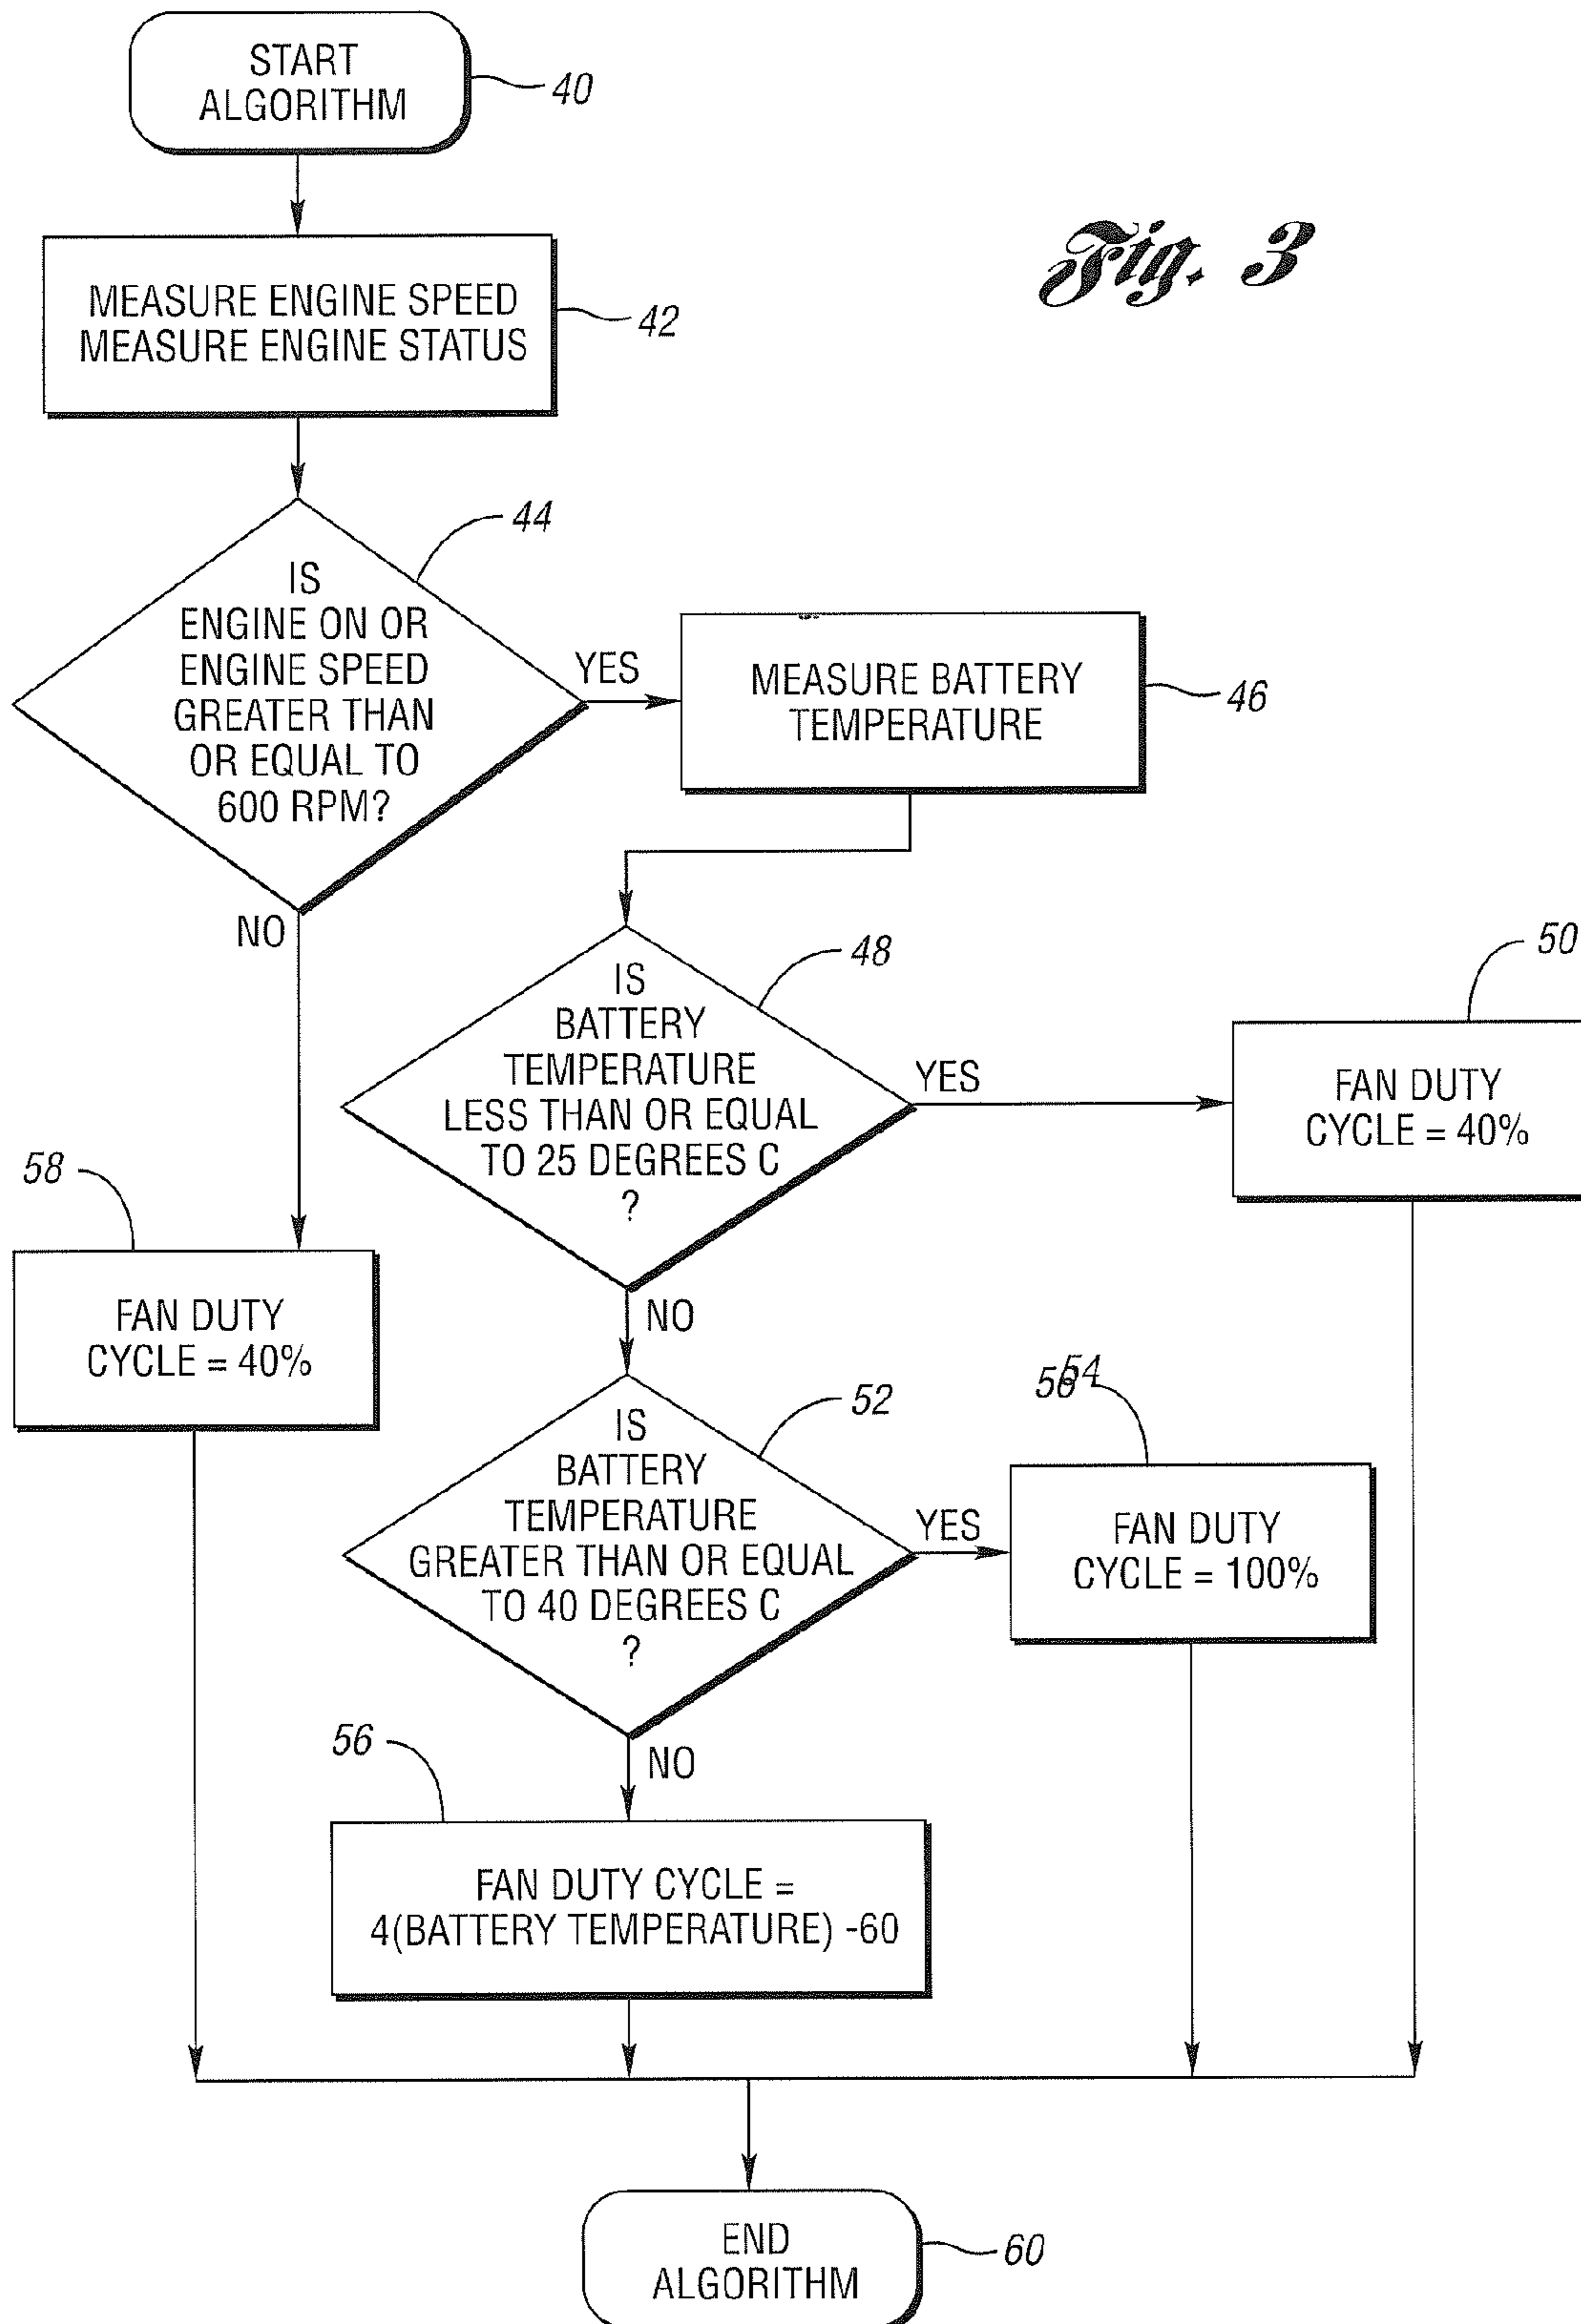 START
ALGORITHM
40
Fig. 3
MEASURE ENGINE SPEED
MEASURE ENGINE STATUS
42
44
IS
ENGINE ON OR
ENGINE SPEED
GREATER THAN
OR EQUAL TO
600 RPM?
YES
MEASURE BATTERY
TEMPERATURE
46
NO
48
IS
BATTERY
TEMPERATURE
LESS THAN OR EQUAL
TO 25 DEGREES C
?
YES
50
FAN DUTY
CYCLE = 40%
58
FAN DUTY
CYCLE = 40%
NO
52
IS
BATTERY
TEMPERATURE
GREATER THAN OR EQUAL
TO 40 DEGREES C
?
YES
54
FAN DUTY
CYCLE = 100%
56
NO
FAN DUTY CYCLE =
4(BATTERY TEMPERATURE) -60
END
ALGORITHM
60